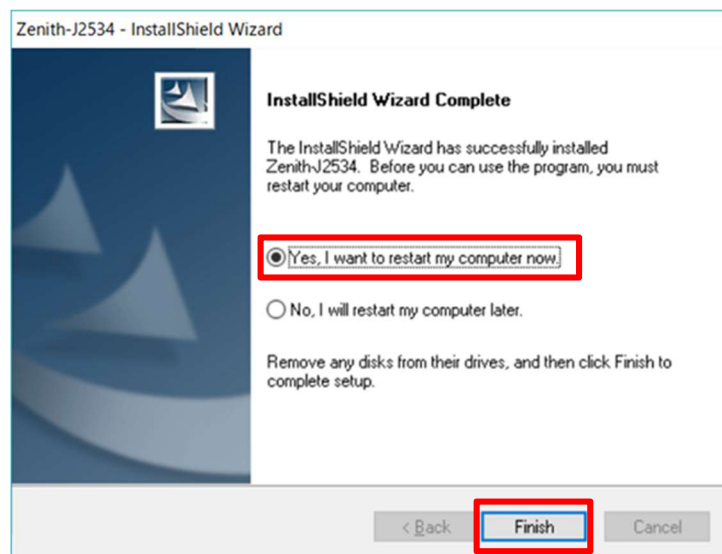 Zenith-J2534 - InstallShield Wizard
InstallShield Wizard Complete
The InstallShield Wizard has successfully installed
Zenith-J2534. Before you can use the program, you must
restart your computer.
Yes, I want to restart my computer now.
No, I will restart my computer later.
Remove any disks from their drives, and then click Finish to
complete setup.
< Back
Finish
Cancel